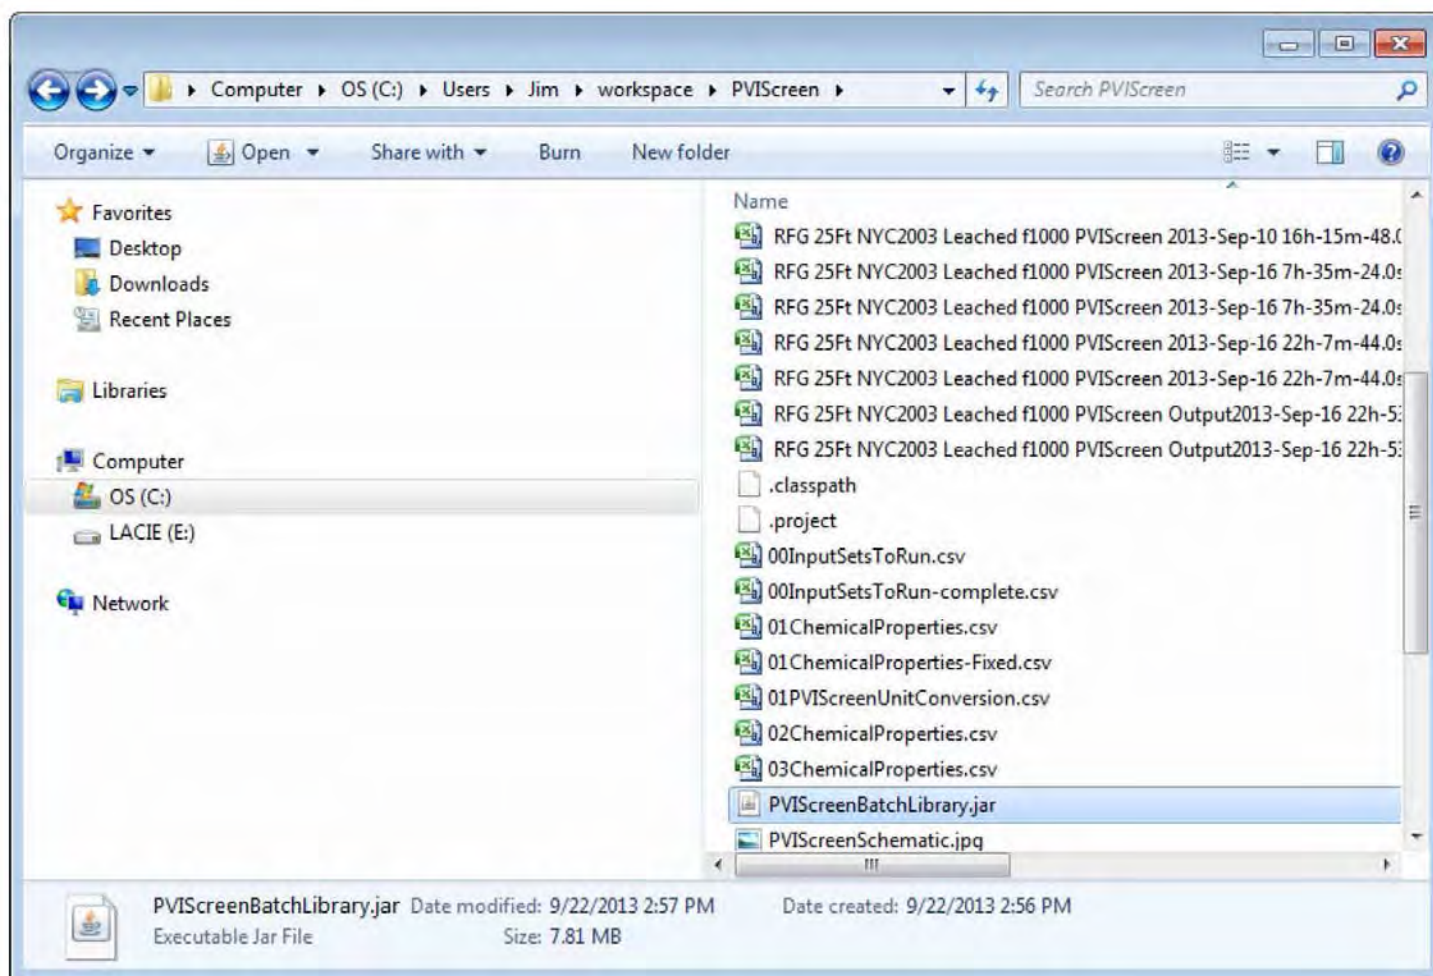 Computer OS (C:) Users Jim workspace PVIScreen Search PVIScreen
Organize Open Share with Burn New folder
Favorites
Desktop
Downloads
Recent Places
Libraries
Computer
OS (C:)
LACIE (E:)
Network
Name
RFG 25Ft NYC2003 Leached f1000 PVIScreen 2013-Sep-10 16h-15m-48.0
RFG 25Ft NYC2003 Leached f1000 PVIScreen 2013-Sep-16 7h-35m-24.0s
RFG 25Ft NYC2003 Leached f1000 PVIScreen 2013-Sep-16 7h-35m-24.0s
RFG 25Ft NYC2003 Leached f1000 PVIScreen 2013-Sep-16 22h-7m-44.0s
RFG 25Ft NYC2003 Leached f1000 PVIScreen 2013-Sep-16 22h-7m-44.0s
RFG 25Ft NYC2003 Leached f1000 PVIScreen Output2013-Sep-16 22h-53
RFG 25Ft NYC2003 Leached f1000 PVIScreen Output2013-Sep-16 22h-53
.classpath
.project
00InputSetsToRun.csv
00InputSetsToRun-complete.csv
01ChemicalProperties.csv
01ChemicalProperties-Fixed.csv
01PVIScreenUnitConversion.csv
02ChemicalProperties.csv
03ChemicalProperties.csv
PVIScreenBatchLibrary.jar
PVIScreenSchematic.jpg
PVIScreenBatchLibrary.jar Date modified: 9/22/2013 2:57 PM Date created: 9/22/2013 2:56 PM
Executable Jar File Size: 7.81 MB